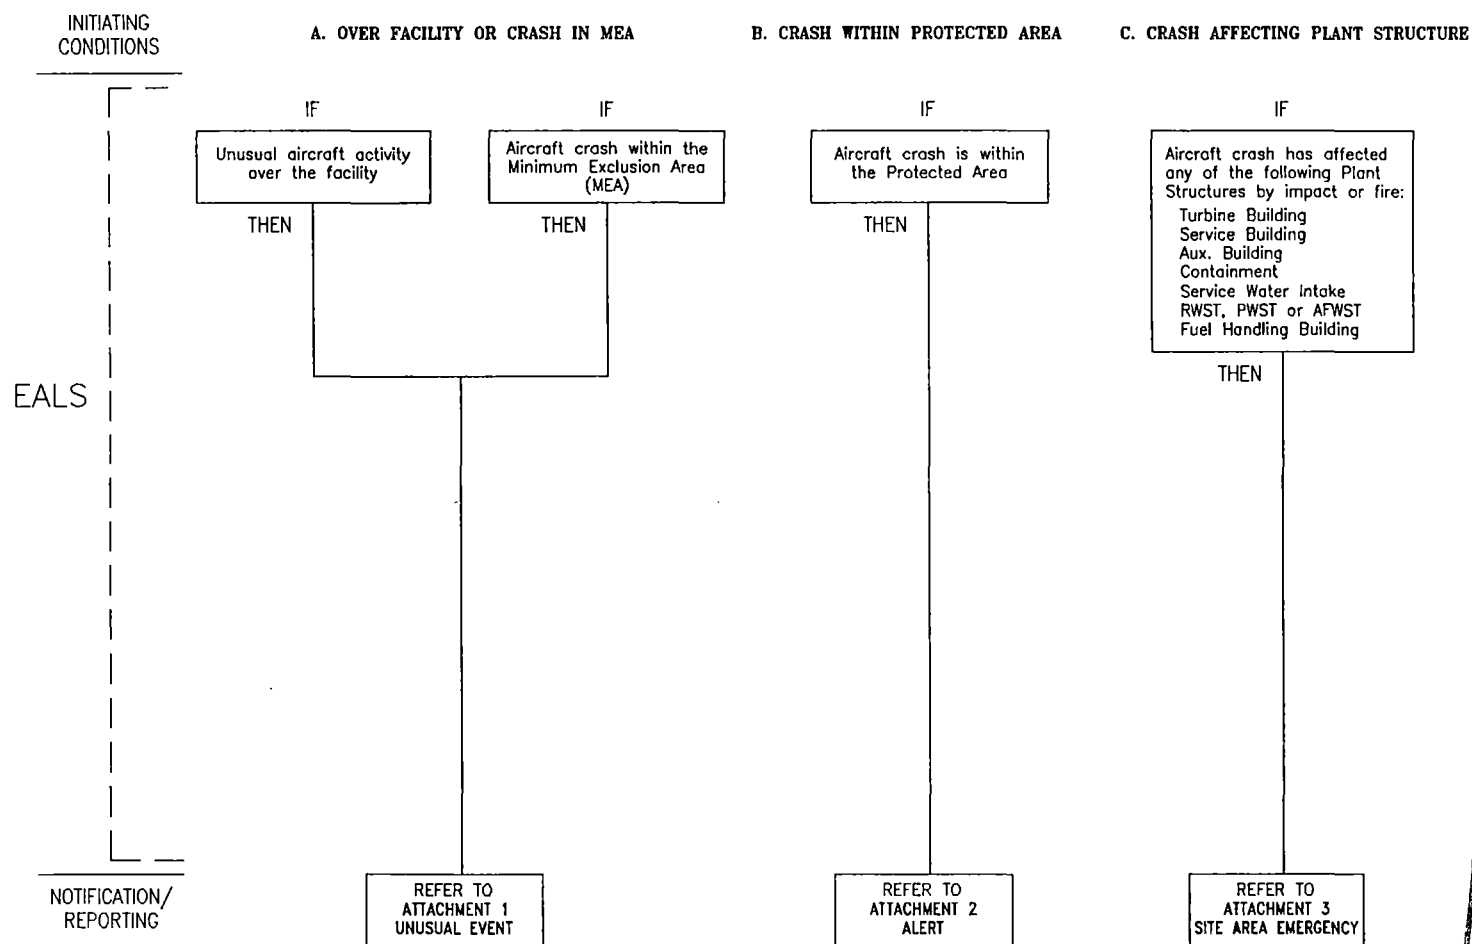 INITIATING
CONDITIONS
A. OVER FACILITY OR CRASH IN MEA
B. CRASH WITHIN PROTECTED AREA
C. CRASH AFFECTING PLANT STRUCTURE
EALS
IF
Unusual aircraft activity
over the facility
THEN
IF
Aircraft crash within the
Minimum Exclusion Area
(MEA)
THEN
IF
Aircraft crash is within
the Protected Area
THEN
IF
Aircraft crash has affected
any of the following Plant
Structures by impact or fire:
Turbine Building
Service Building
Aux. Building
Containment
Service Water Intake
RWST, PWST or AFWST
Fuel Handling Building
THEN
NOTIFICATION/
REPORTING
REFER TO
ATTACHMENT 1
UNUSUAL EVENT
REFER TO
ATTACHMENT 2
ALERT
REFER TO
ATTACHMENT 3
SITE AREA EMERGENCY